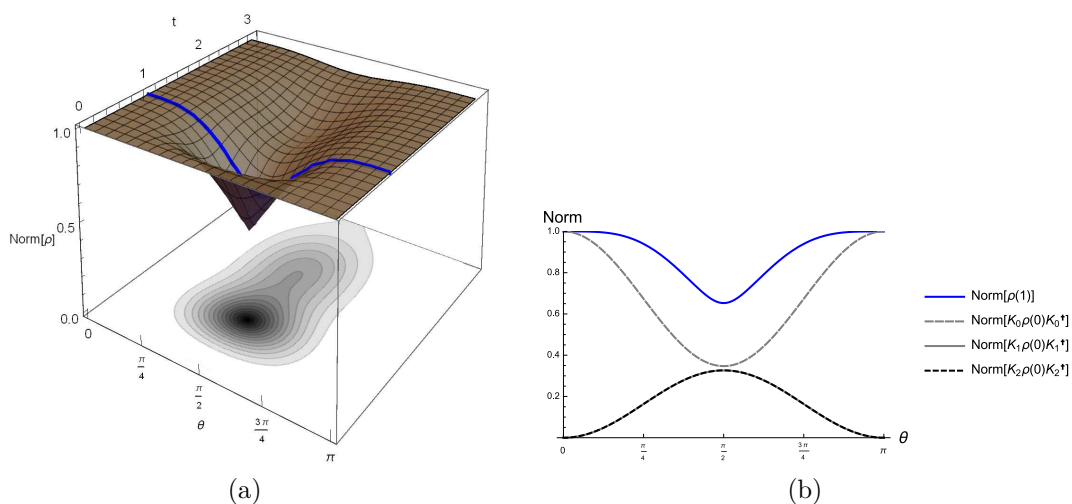 t
3
2
1
0
1.0
0.5
Norm[ρ]
0.0
0
π/4
π/2
θ
3π/4
π
(a)
Norm
1.0
0.8
0.6
0.4
0.2
1.0
0 π/4 π/2 3π/4 π
θ
Norm[ρ(1)]
Norm[K₀ρ(0)K₀†]
Norm[K₁ρ(0)K₁†]
Norm[K₂ρ(0)K₂†]
(b)